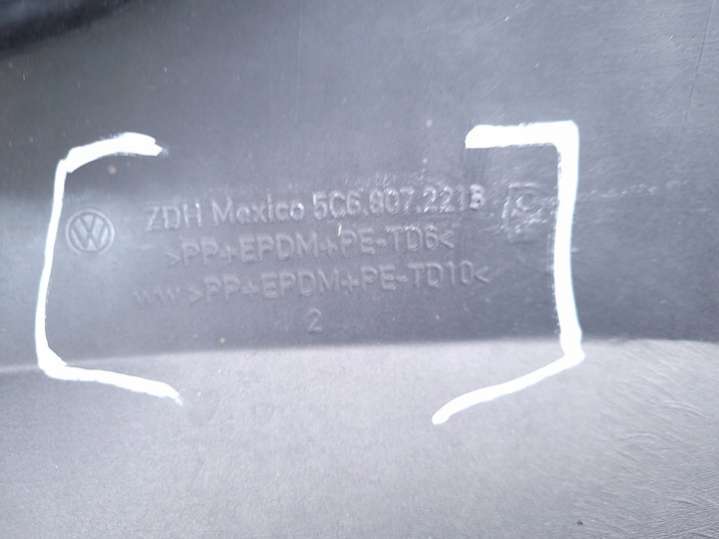 ZDH Mexico 5C6.807.221B C
>PP+EPDM+PE-TD6<
>PP+EPDM+PE-TD10<
2